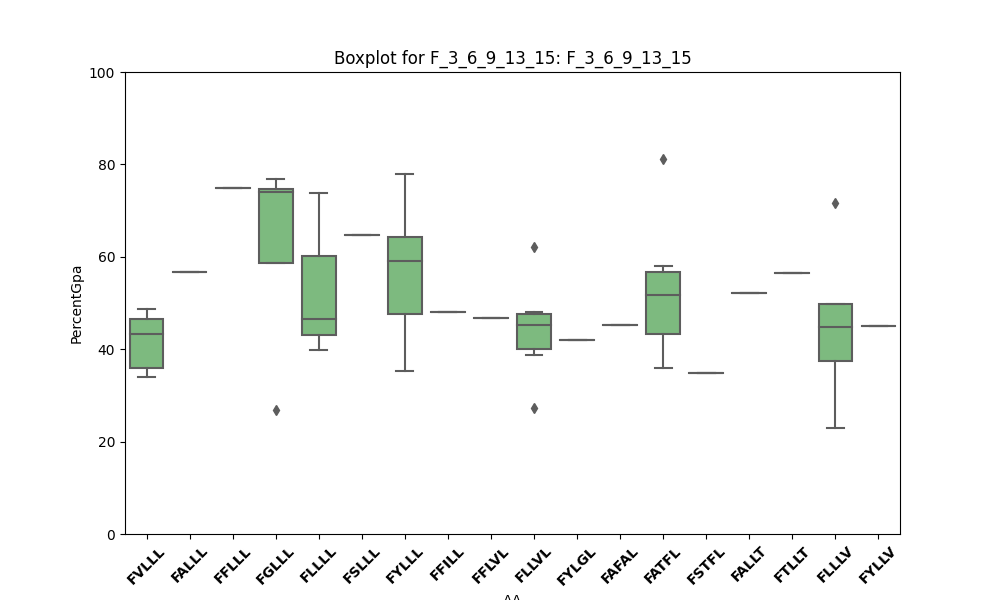 Boxplot for F_3_6_9_13_15: F_3_6_9_13_15
100
80
60
40
20
0
PercentGpa
FVLLL FALLL FFLLL FGLLL FLLLL FSLLL FYLLL FFILL FFLVL FLLVL FYLGL FAFAL FATFL FSTFL FALLT FTLLT FLLLV FYLLV
AA